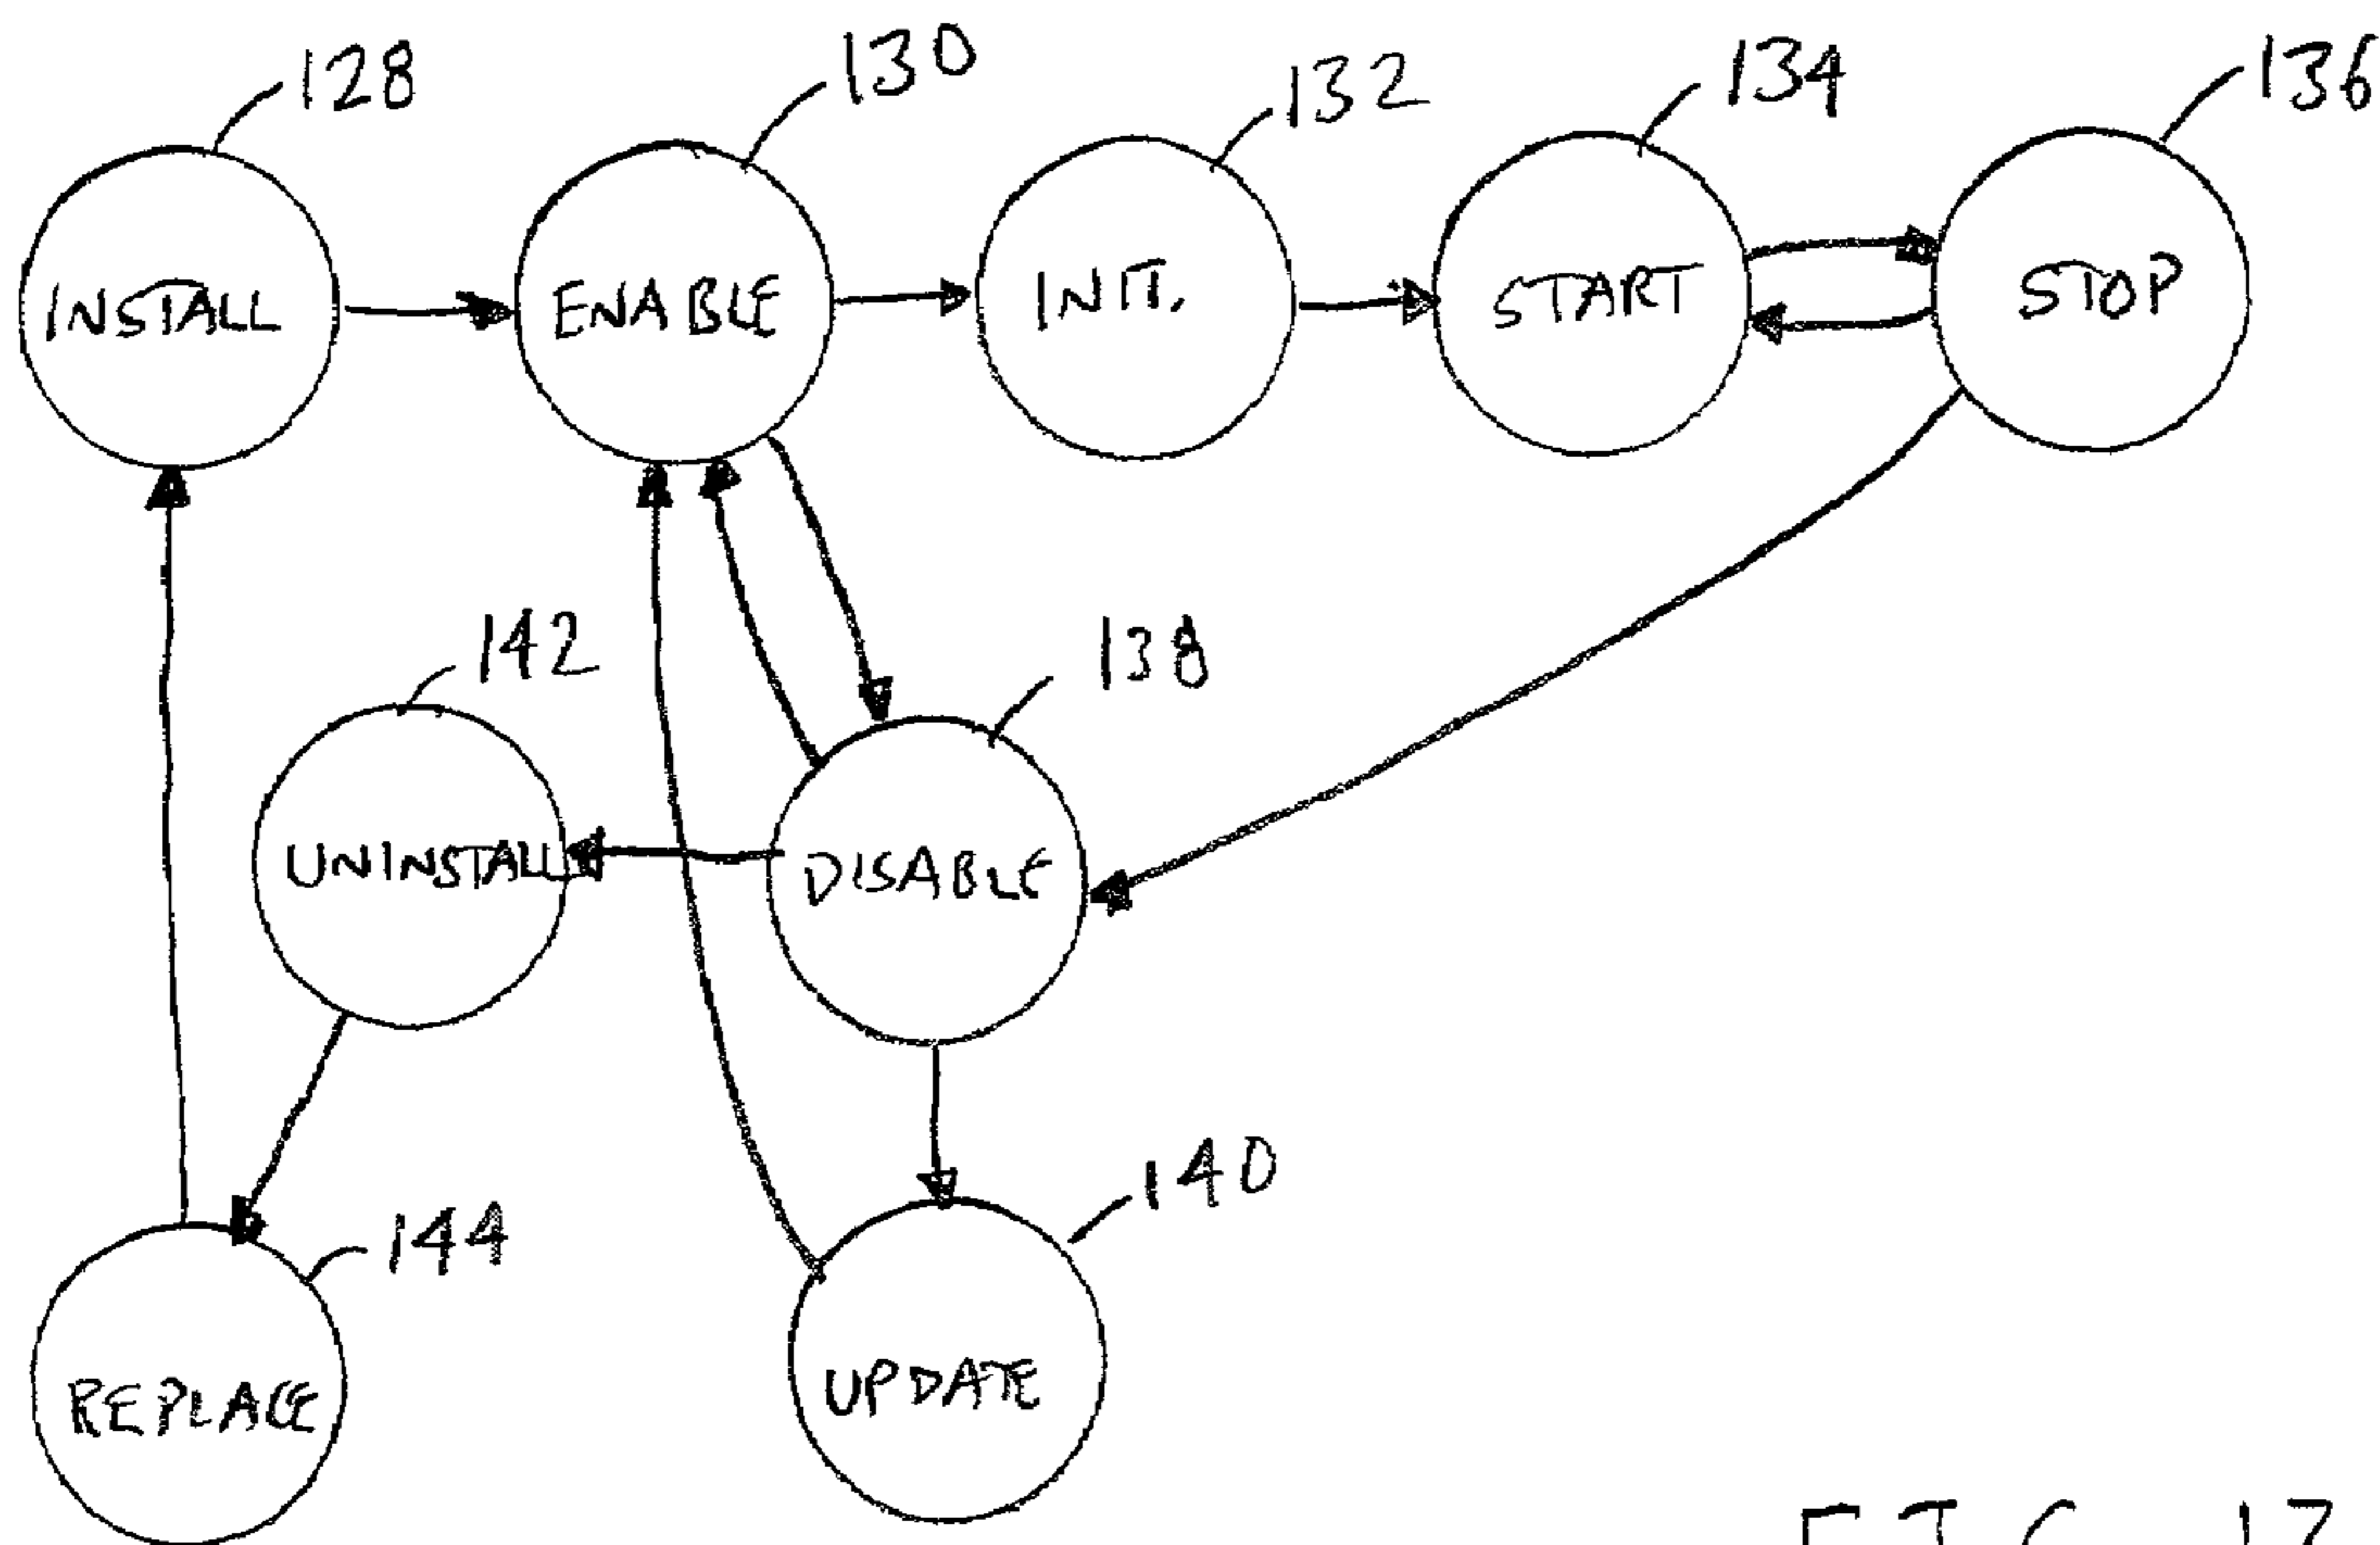 128
130
132
134
136
INSTALL
ENABLE
INIT.
START
STOP
142
138
UNINSTALL
DISABLE
140
144
REPLACE
UPDATE